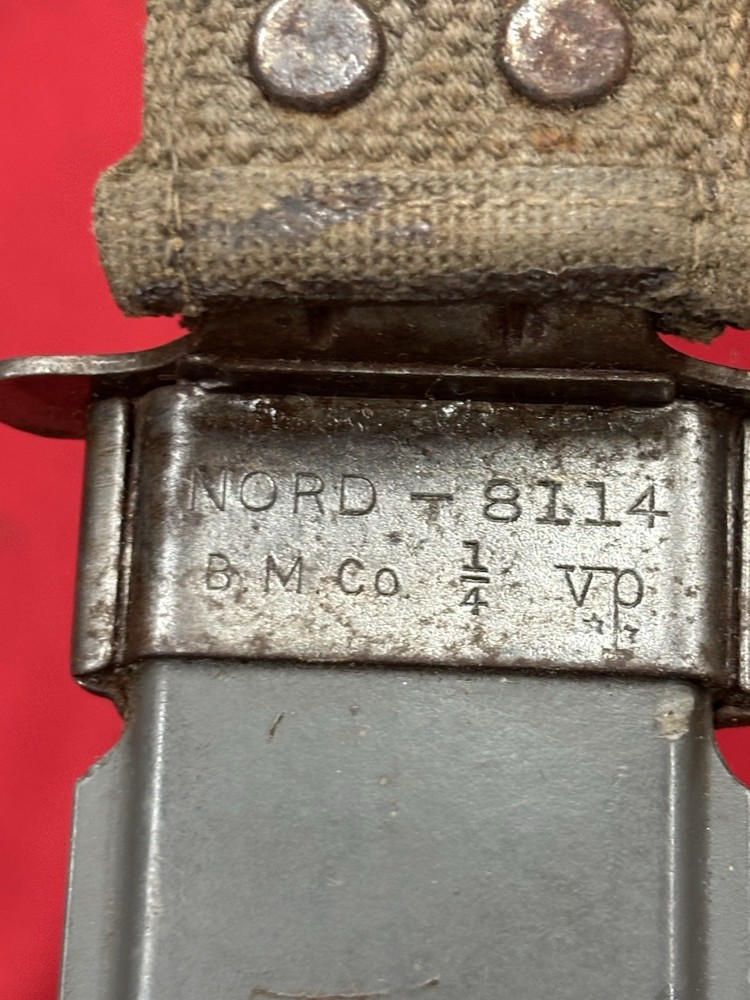 NORD - 8114
B M Co 1/4 VP